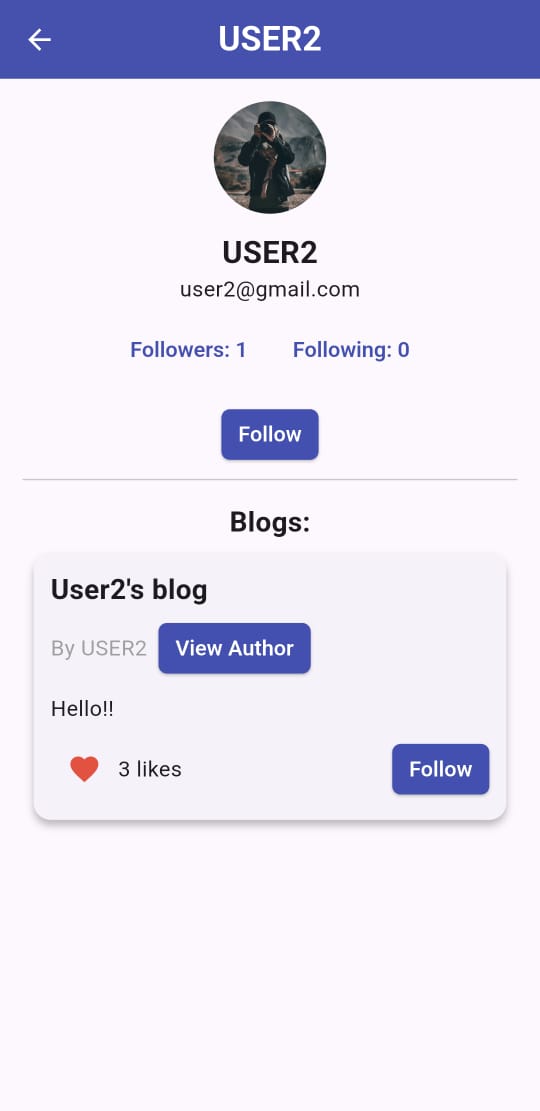 USER2
USER2
user2@gmail.com
Followers: 1 Following: 0
Follow
Blogs:
User2's blog
By USER2 View Author
Hello!!
3 likes Follow